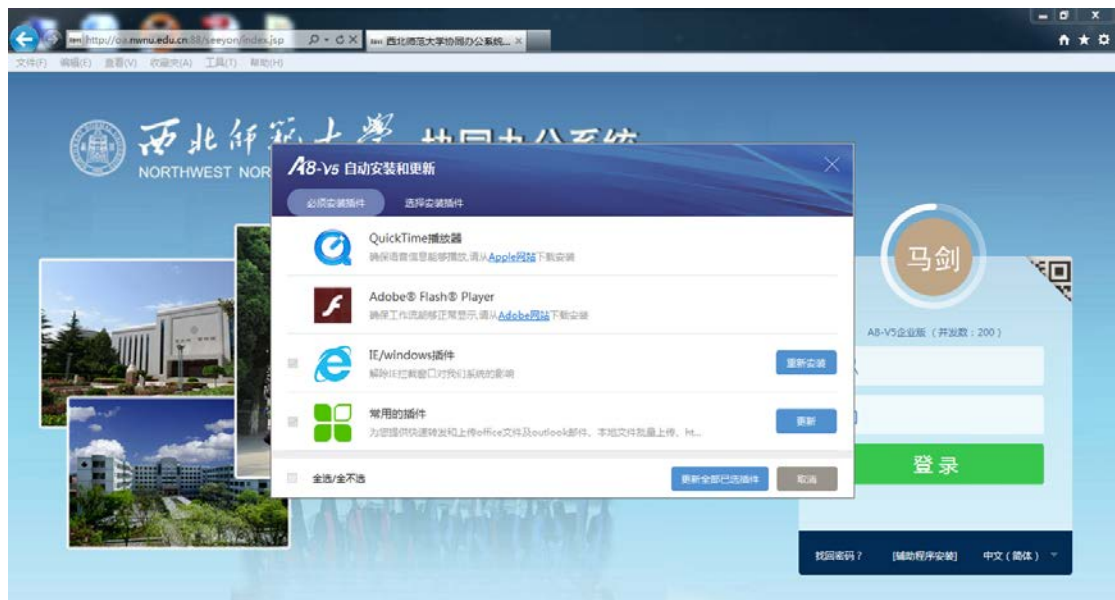 http://oa.nwnu.edu.cn:88/seeyon/index.jsp
西北师范大学协同办公系统...
文件(F) 编辑(E) 查看(V) 收藏夹(A) 工具(T) 帮助(H)
西北师范大学 协同办公系统
NORTHWEST NOR
A8-V5 自动安装和更新
必须安装插件 选择安装插件
QuickTime播放器
确保语音信息能够播放,请从Apple网站下载安装
Adobe® Flash® Player
确保工作流能够正常显示,请从Adobe网站下载安装
IE/windows插件
解除IE拦截窗口对我们系统的影响
重新安装
常用的插件
为您提供快速转发和上传office文件及outlook邮件、本地文件批量上传、ht...
更新
全选/全不选
更新全部已选插件 取消
马剑
A8-V5企业版（并发数：200）
登录
找回密码？ [辅助程序安装] 中文（简体）